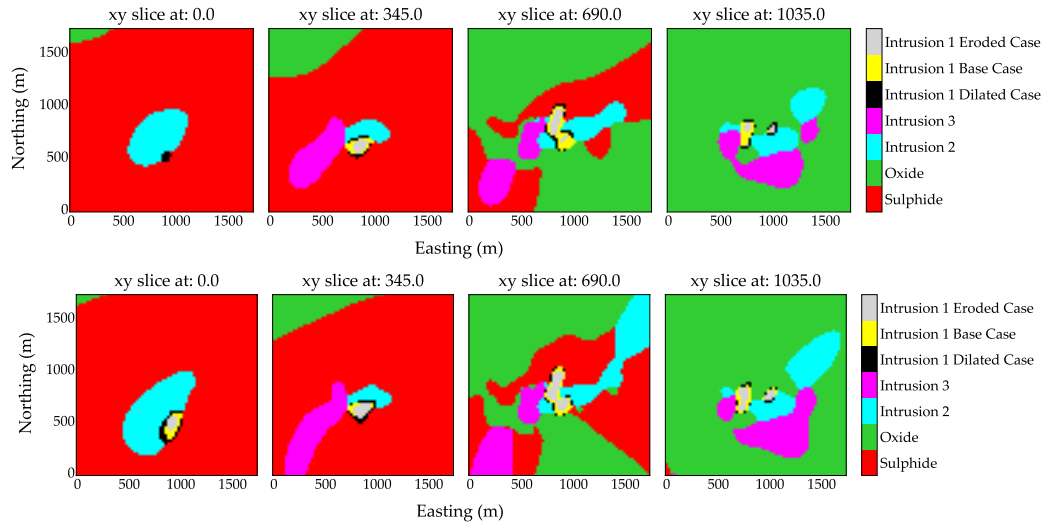 xy slice at: 0.0 xy slice at: 345.0 xy slice at: 690.0 xy slice at: 1035.0
Northing (m)
1500
1000
500
0
0 500 1000 1500 0 500 1000 1500 0 500 1000 1500 0 500 1000 1500
Easting (m)
Intrusion 1 Eroded Case
Intrusion 1 Base Case
Intrusion 1 Dilated Case
Intrusion 3
Intrusion 2
Oxide
Sulphide
xy slice at: 0.0 xy slice at: 345.0 xy slice at: 690.0 xy slice at: 1035.0
Northing (m)
1500
1000
500
0
0 500 1000 1500 0 500 1000 1500 0 500 1000 1500 0 500 1000 1500
Easting (m)
Intrusion 1 Eroded Case
Intrusion 1 Base Case
Intrusion 1 Dilated Case
Intrusion 3
Intrusion 2
Oxide
Sulphide